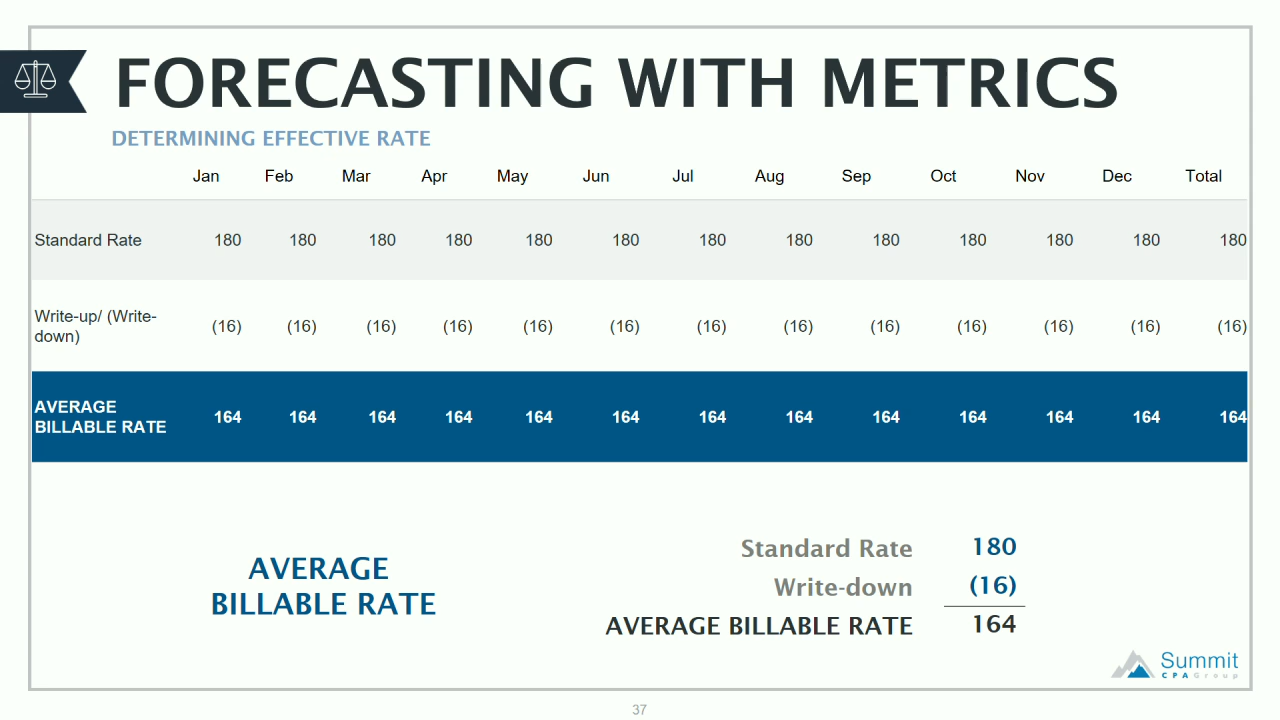 FORECASTING WITH METRICS
DETERMINING EFFECTIVE RATE
Jan Feb Mar Apr May Jun Jul Aug Sep Oct Nov Dec Total
Standard Rate 180 180 180 180 180 180 180 180 180 180 180 180 180
Write-up/ (Write-
down) (16) (16) (16) (16) (16) (16) (16) (16) (16) (16) (16) (16) (16)
AVERAGE
BILLABLE RATE 164 164 164 164 164 164 164 164 164 164 164 164 164
AVERAGE
BILLABLE RATE
Standard Rate 180
Write-down (16)
AVERAGE BILLABLE RATE 164
Summit
CPA Group
37